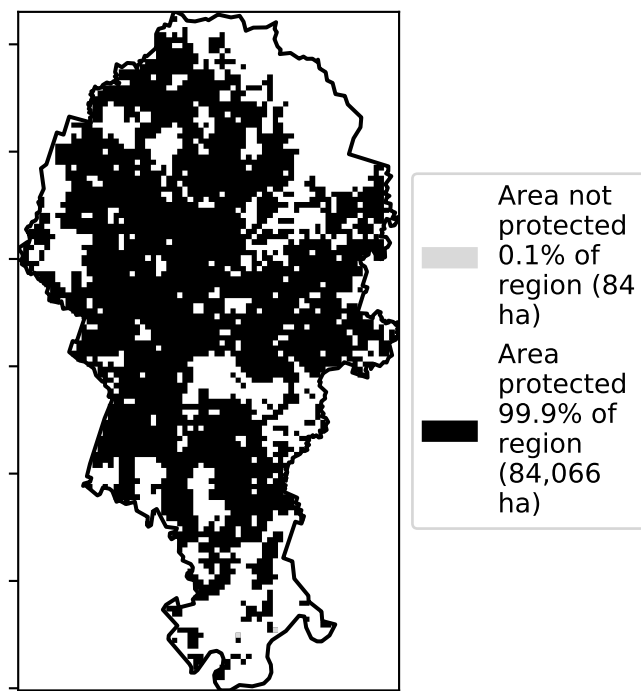 Area not
protected
0.1% of
region (84
ha)
Area
protected
99.9% of
region
(84,066
ha)